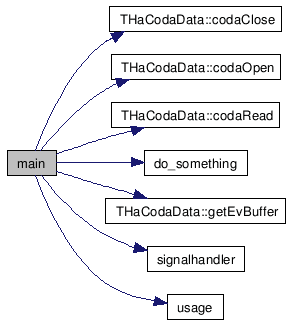 THaCodaData::codaClose
THaCodaData::codaOpen
THaCodaData::codaRead
main
do_something
THaCodaData::getEvBuffer
signalhandler
usage